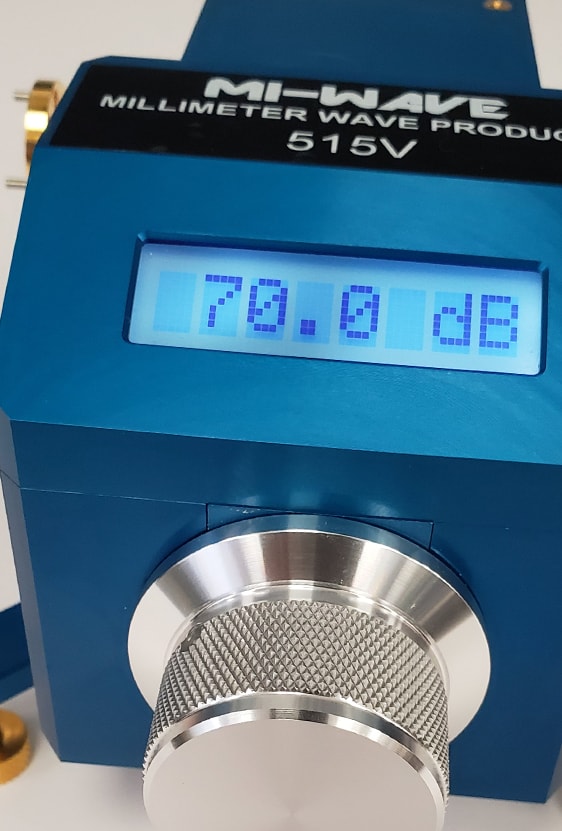 MI-WAVE
MILLIMETER WAVE PRODUC
515V
70.0 dB